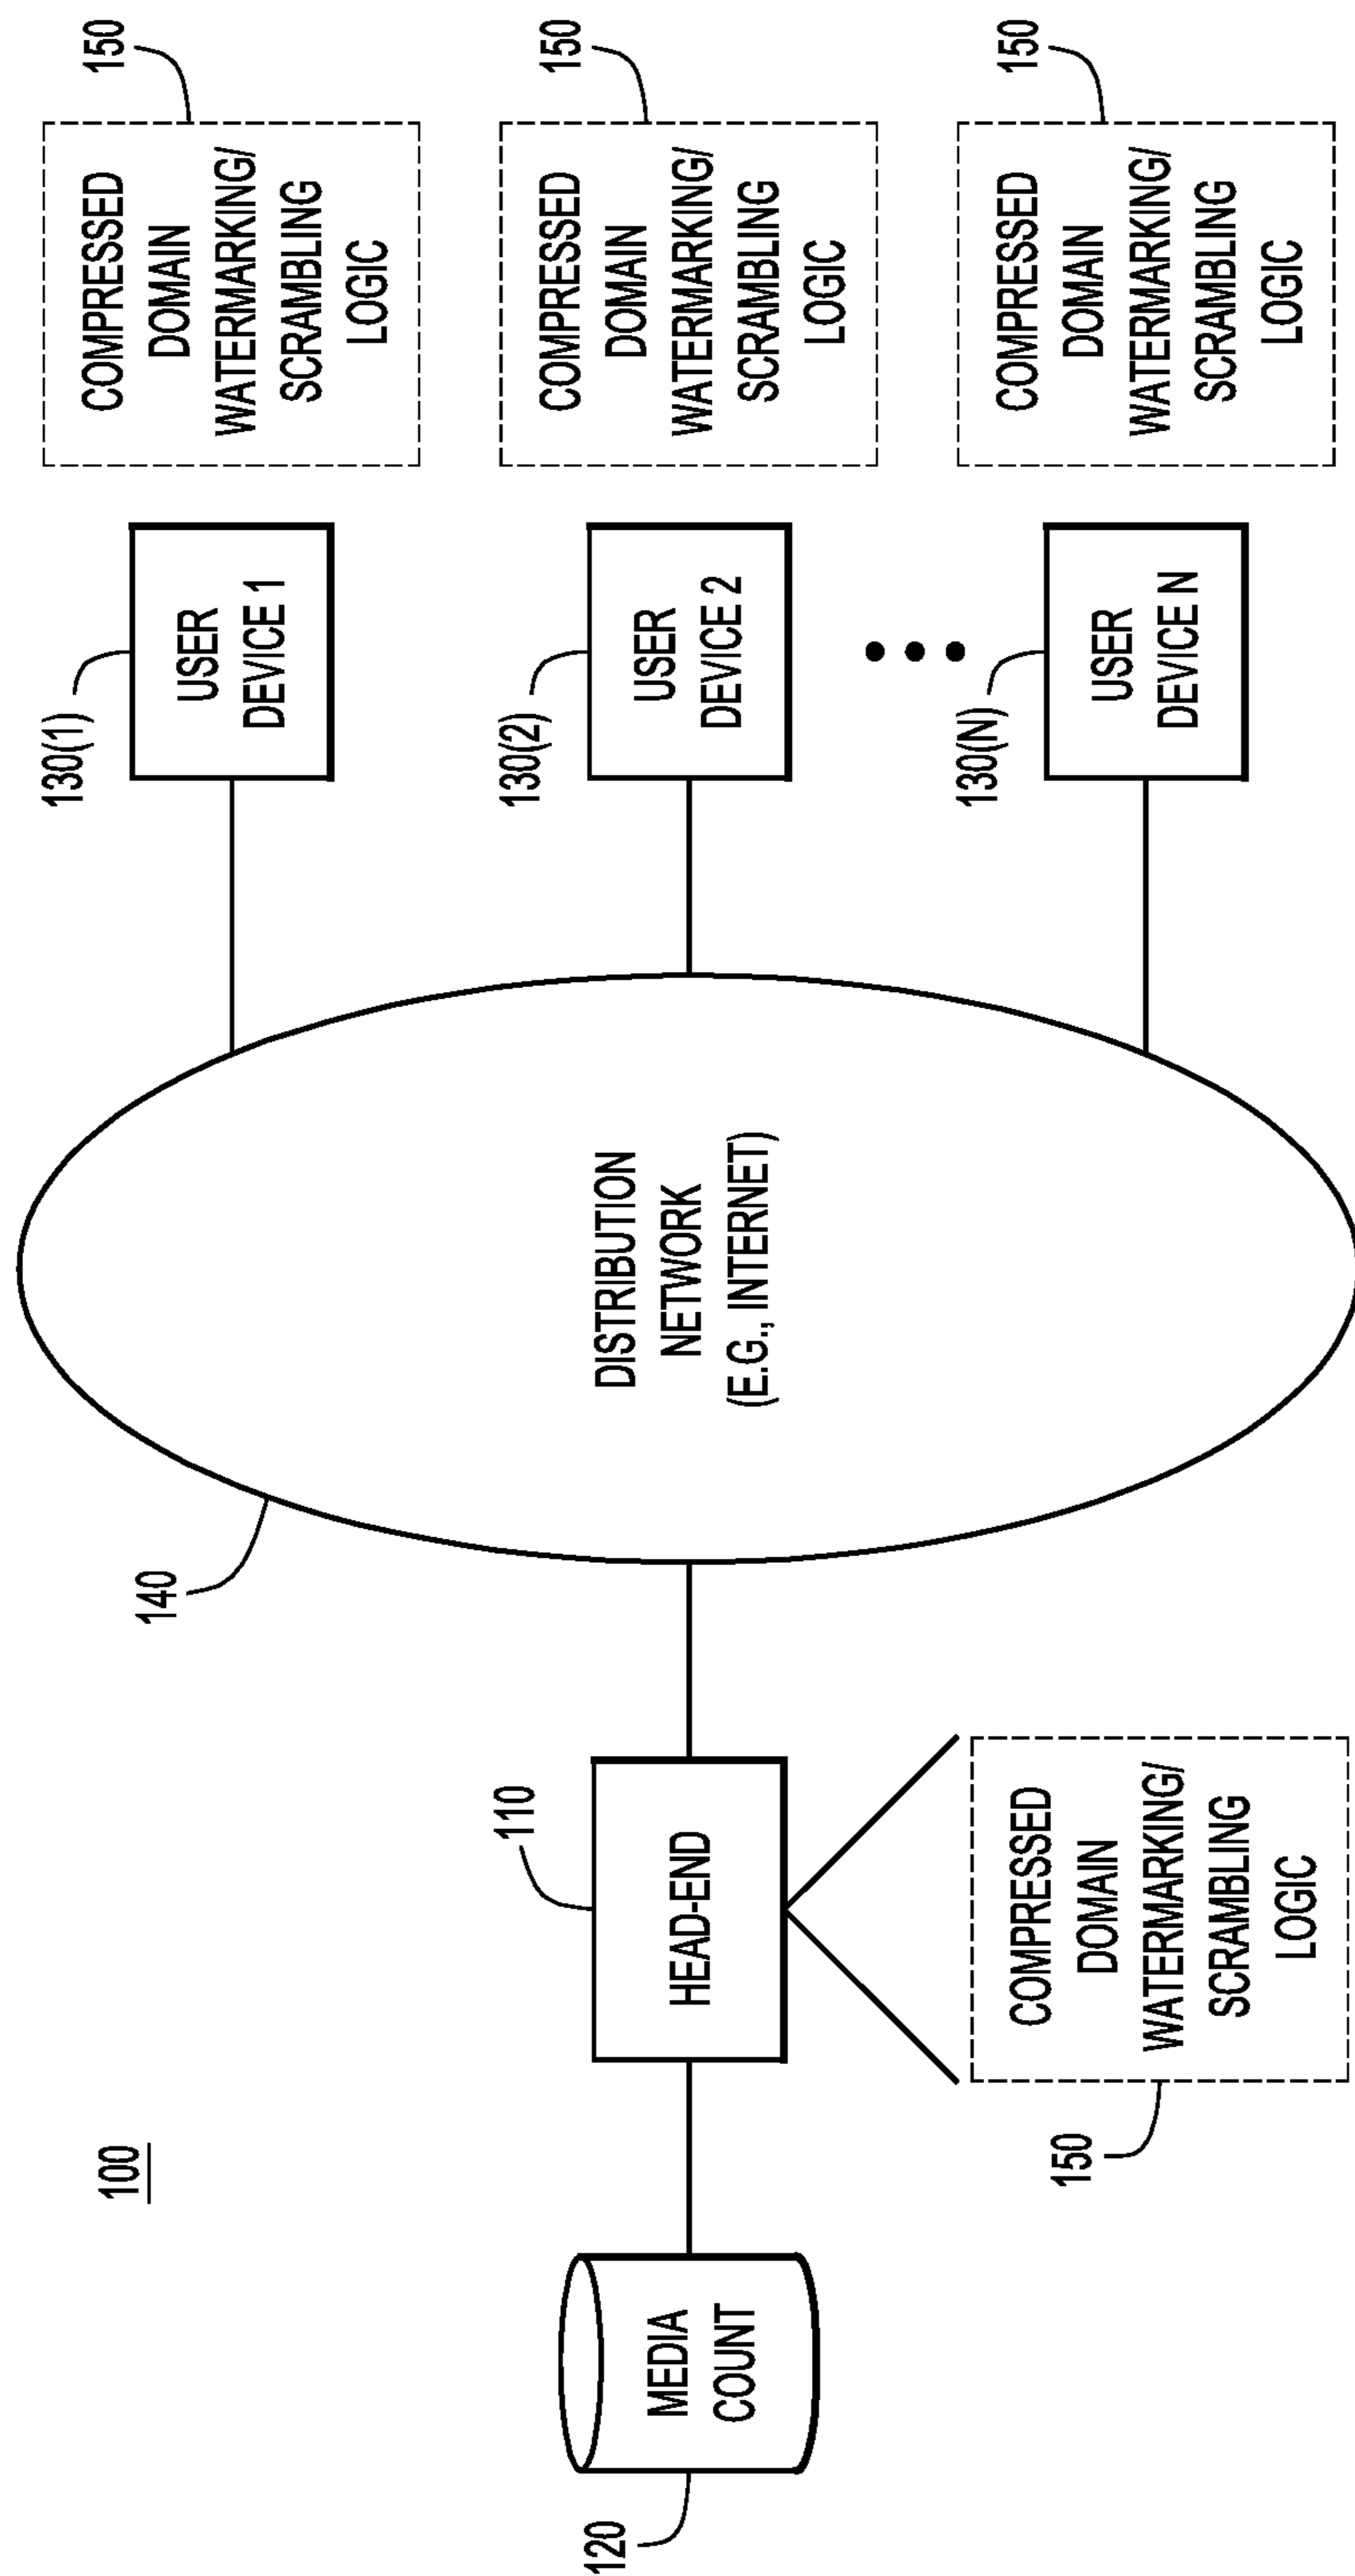 100
120
MEDIA
COUNT
110
HEAD-END
150
COMPRESSED
DOMAIN
WATERMARKING/
SCRAMBLING
LOGIC
140
DISTRIBUTION
NETWORK
(E.G., INTERNET)
130(1)
USER
DEVICE 1
150
COMPRESSED
DOMAIN
WATERMARKING/
SCRAMBLING
LOGIC
130(2)
USER
DEVICE 2
150
COMPRESSED
DOMAIN
WATERMARKING/
SCRAMBLING
LOGIC
130(N)
USER
DEVICE N
150
COMPRESSED
DOMAIN
WATERMARKING/
SCRAMBLING
LOGIC